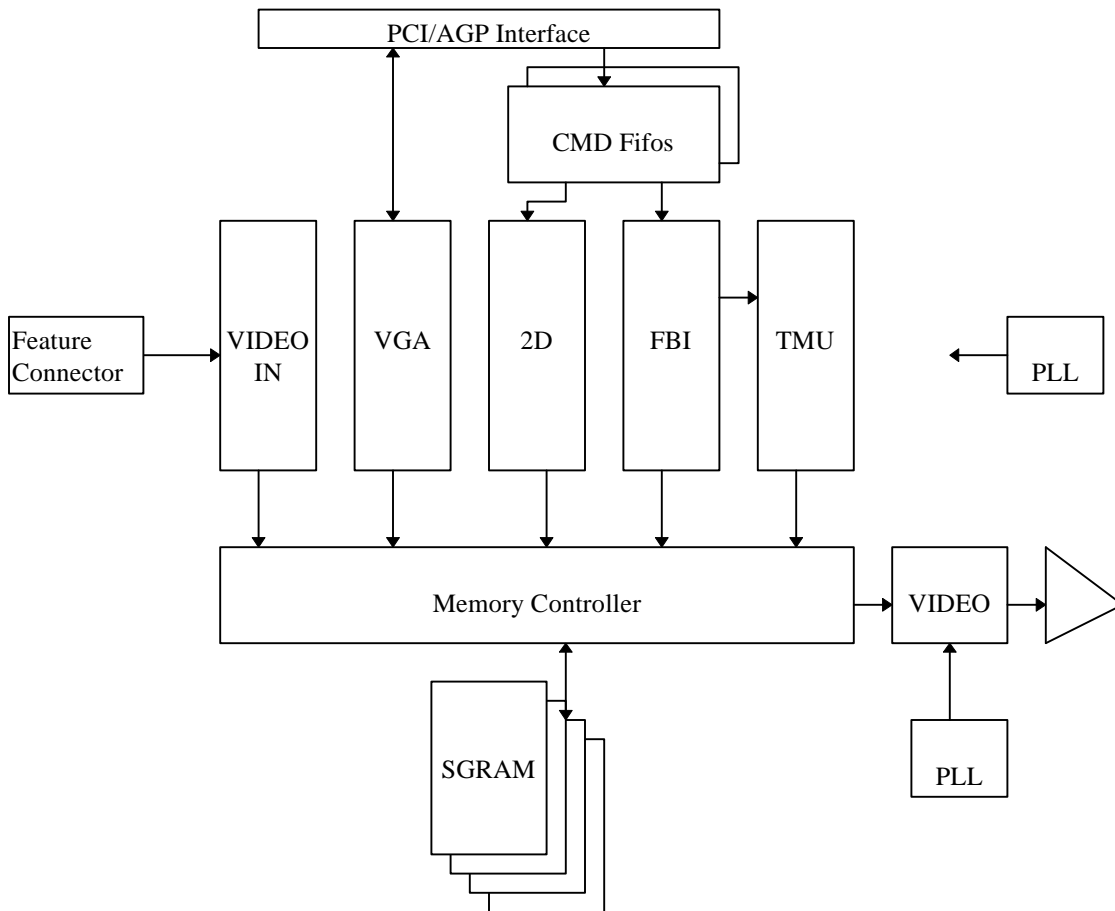 PCI/AGP Interface
CMD Fifos
Feature
Connector
VIDEO
IN
VGA
2D
FBI
TMU
PLL
Memory Controller
VIDEO
SGRAM
PLL